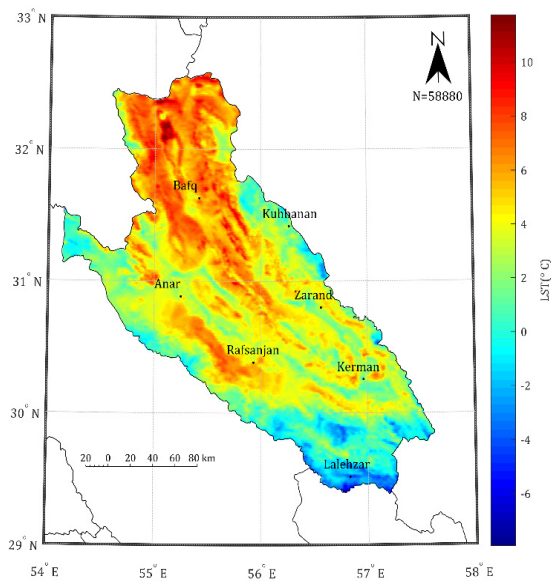 33° N
32° N
31° N
30° N
29° N
54° E
55° E
56° E
57° E
58° E
N
N=58880
Bafq
Kuhbanan
Anar
Zarand
Rafsanjan
Kerman
Lalehzar
20 0 20 40 60 80 km
10
8
6
4
2
0
-2
-4
-6
LST(° C)